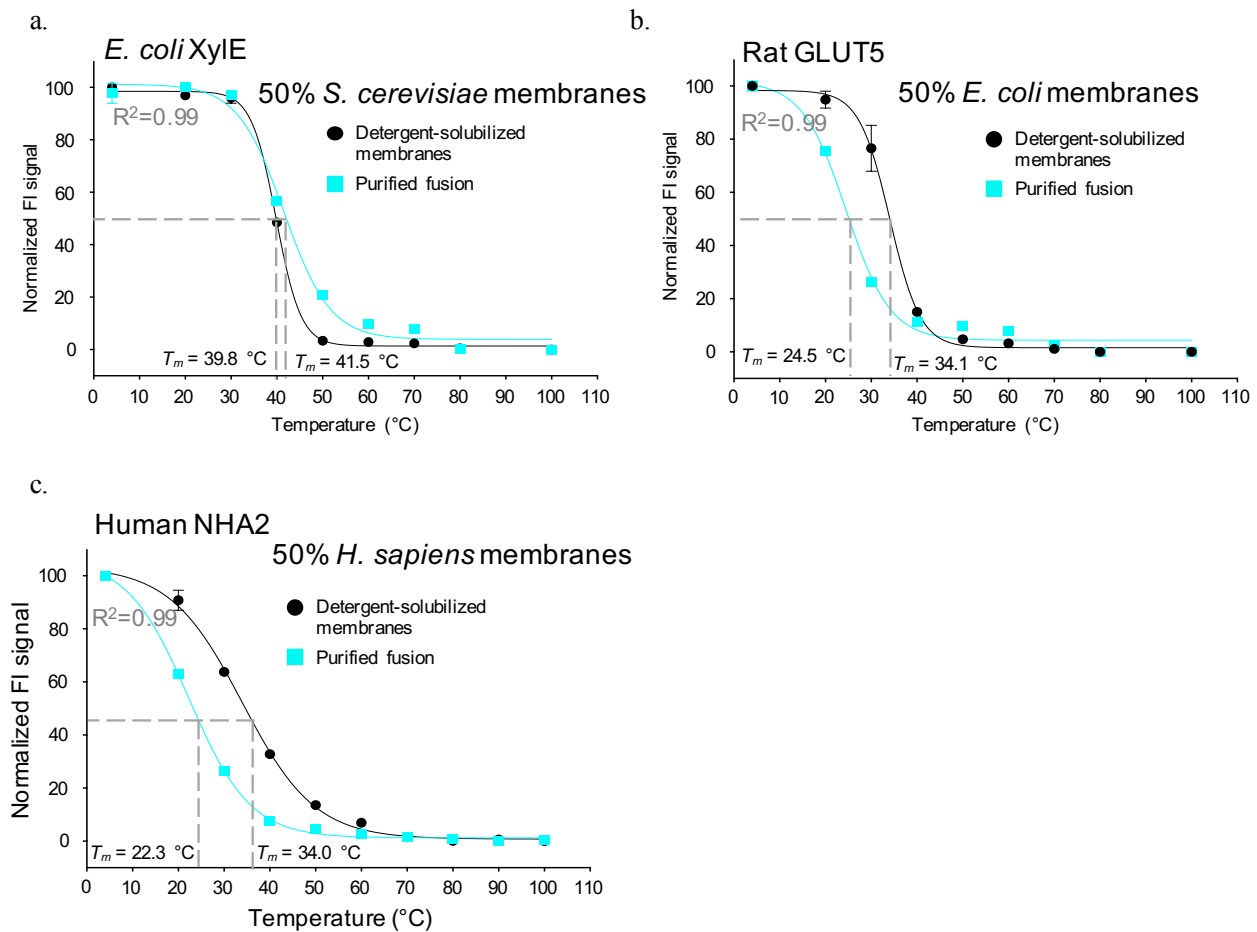 a.
E. coli XylE
50% S. cerevisiae membranes
R²=0.99
Detergent-solubilized
membranes
Purified fusion
Normalized FI signal
100
80
60
40
20
0
Tm = 39.8 °C
Tm = 41.5 °C
0 10 20 30 40 50 60 70 80 90 100 110
Temperature (°C)
b.
Rat GLUT5
50% E. coli membranes
R²=0.99
Detergent-solubilized
membranes
Purified fusion
Normalized FI signal
100
80
60
40
20
0
Tm = 24.5 °C
Tm = 34.1 °C
0 10 20 30 40 50 60 70 80 90 100 110
Temperature (°C)
c.
Human NHA2
50% H. sapiens membranes
R²=0.99
Detergent-solubilized
membranes
Purified fusion
Normalized FI signal
100
80
60
40
20
0
Tm = 22.3 °C
Tm = 34.0 °C
0 10 20 30 40 50 60 70 80 90 100 110
Temperature (°C)